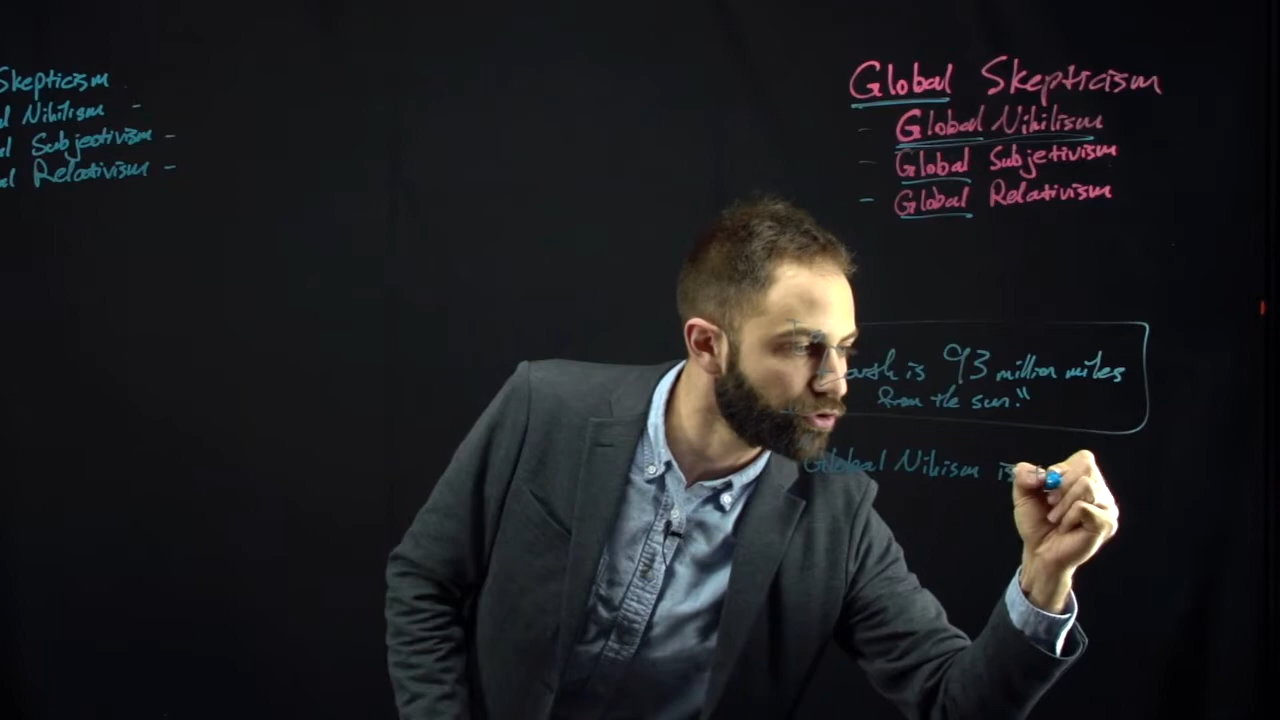 Skepticism
Nihilism -
Subjectivism -
Relativism -
Global Skepticism
- Global Nihilism
- Global Subjetivism
- Global Relativism
is 93 million miles
from the sun."
Global Nihism is